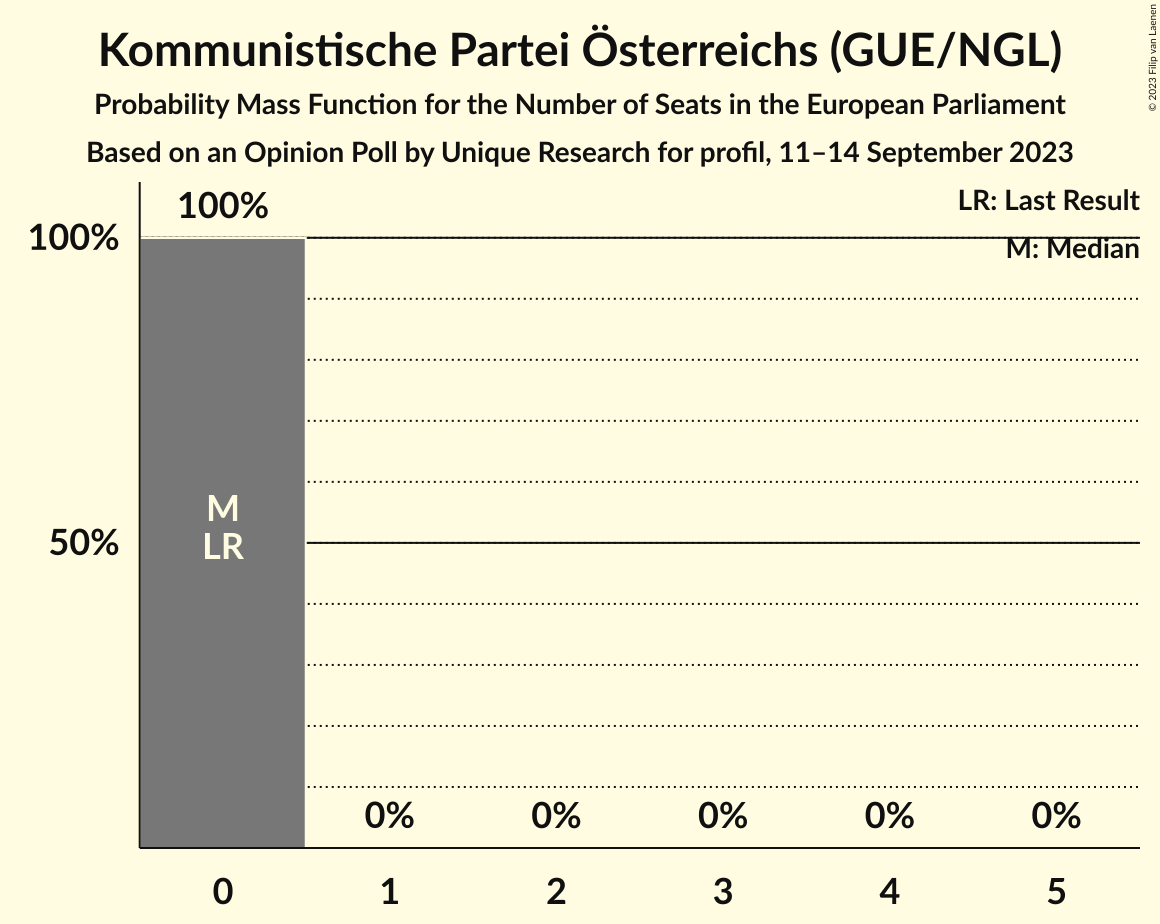 Kommunistische Partei Österreichs (GUE/NGL)
Probability Mass Function for the Number of Seats in the European Parliament
Based on an Opinion Poll by Unique Research for profil, 11–14 September 2023
© 2023 Filip van Laenen
LR: Last Result
M: Median
100%
100%
50%
M
LR
0% 0% 0% 0% 0%
0 1 2 3 4 5